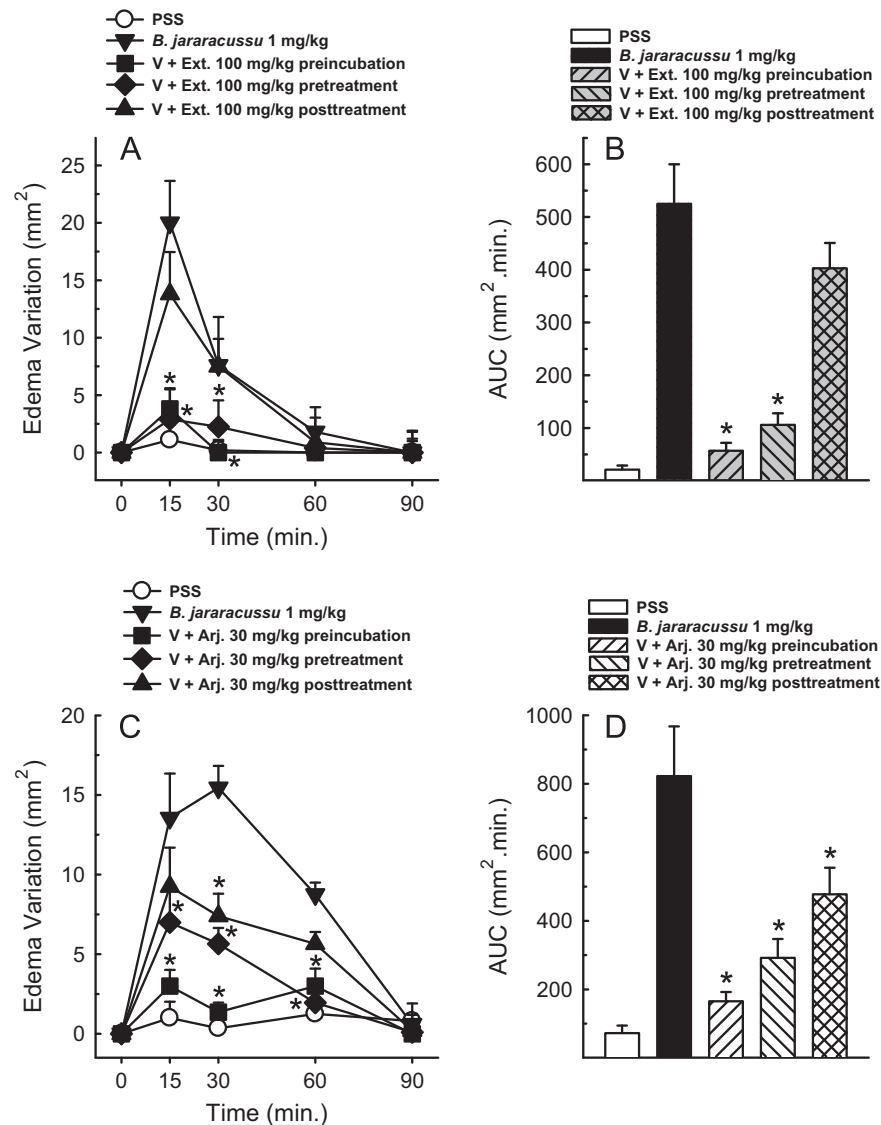 PSS
B. jararacussu 1 mg/kg
V + Ext. 100 mg/kg preincubation
V + Ext. 100 mg/kg pretreatment
V + Ext. 100 mg/kg posttreatment
A
25
20
15
10
5
0
Edema Variation (mm²)
* * * *
0 15 30 60 90
Time (min.)
PSS
B. jararacussu 1 mg/kg
V + Ext. 100 mg/kg preincubation
V + Ext. 100 mg/kg pretreatment
V + Ext. 100 mg/kg posttreatment
B
600
500
400
300
200
100
AUC (mm².min.)
* *
PSS
B. jararacussu 1 mg/kg
V + Arj. 30 mg/kg preincubation
V + Arj. 30 mg/kg pretreatment
V + Arj. 30 mg/kg posttreatment
C
20
15
10
5
0
Edema Variation (mm²)
* * * * * * *
0 15 30 60 90
Time (min.)
PSS
B. jararacussu 1 mg/kg
V + Arj. 30 mg/kg preincubation
V + Arj. 30 mg/kg pretreatment
V + Arj. 30 mg/kg posttreatment
D
1000
800
600
400
200
AUC (mm².min.)
* * *